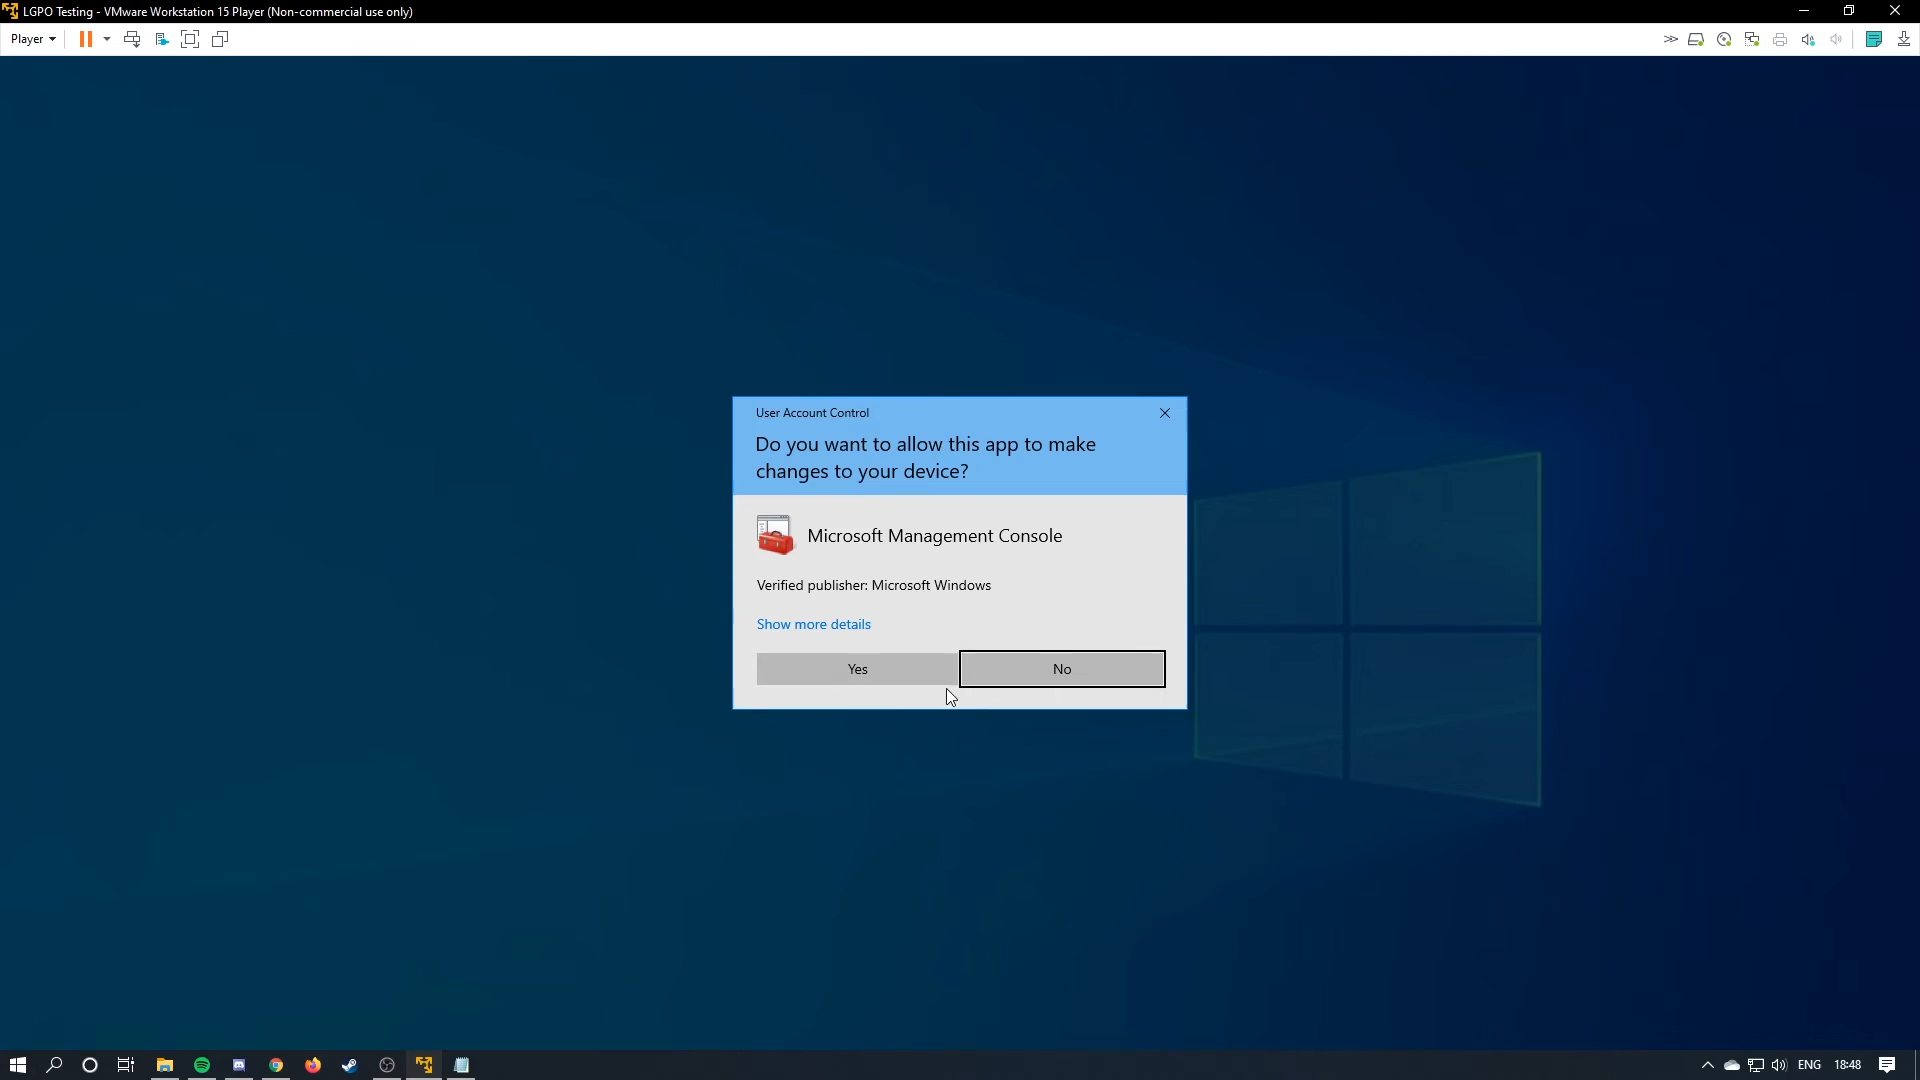 LGPO Testing - VMware Workstation 15 Player (Non-commercial use only)
Player
User Account Control
Do you want to allow this app to make
changes to your device?
Microsoft Management Console
Verified publisher: Microsoft Windows
Show more details
Yes
No
ENG
18:48